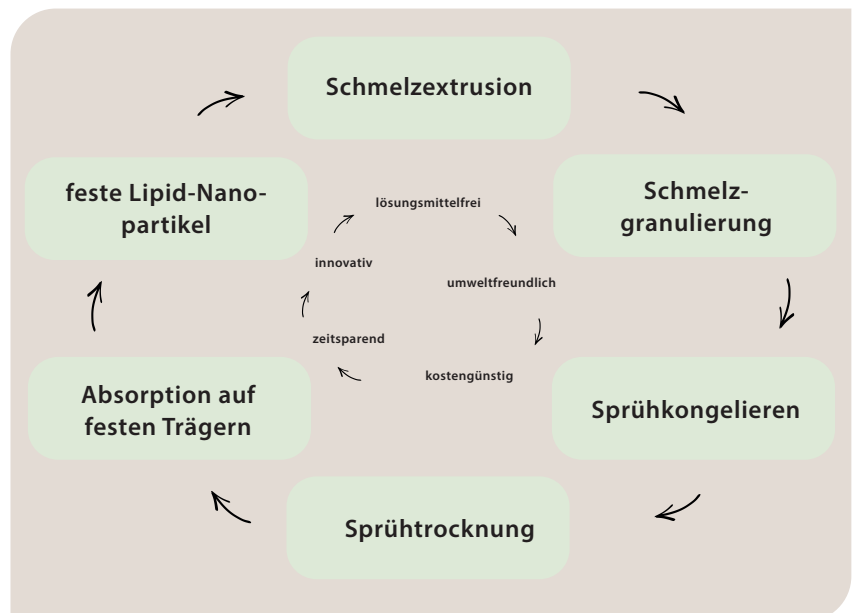 Schmelzextrusion
feste Lipid-Nano-
partikel
Schmelz-
granulierung
lösungsmittelfrei
innovativ
umweltfreundlich
zeitsparend
kostengünstig
Absorption auf
festen Trägern
Sprühkongelieren
Sprühtrocknung